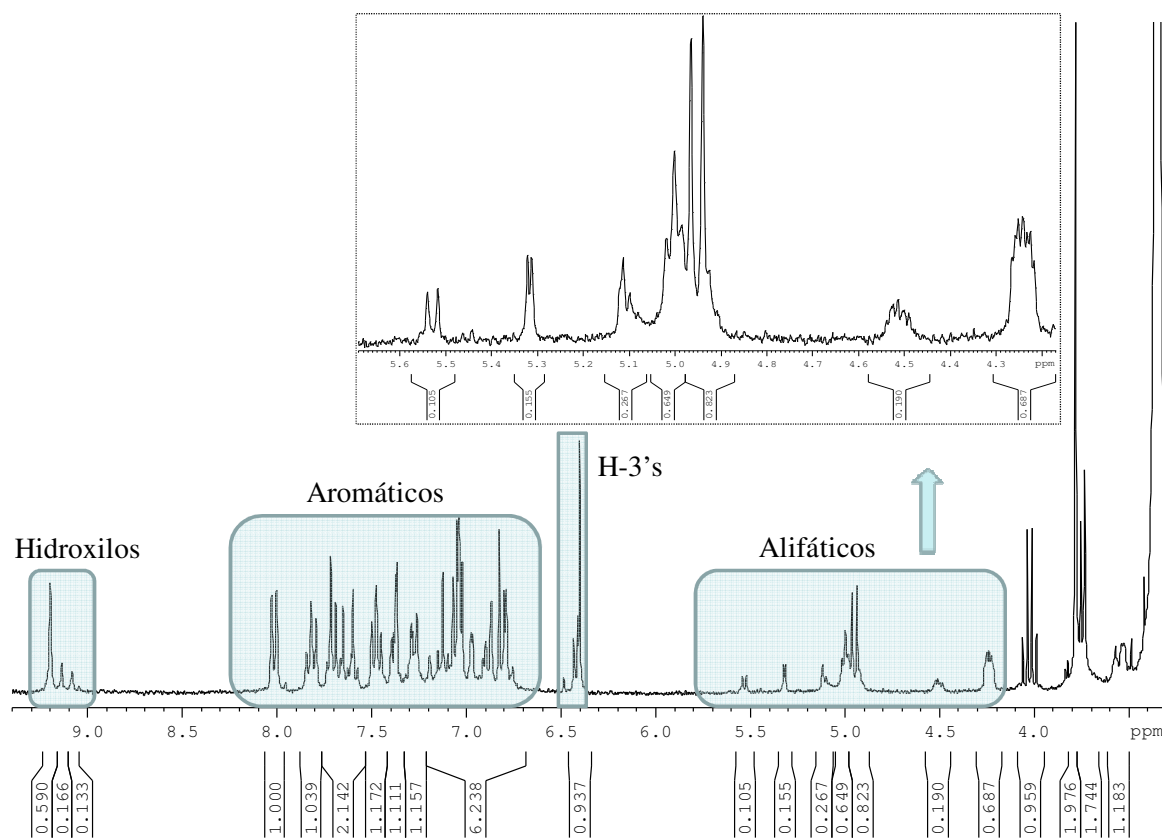 5.6 5.5 5.4 5.3 5.2 5.1 5.0 4.9 4.8 4.7 4.6 4.5 4.4 4.3 ppm
0.105 0.155 0.267 0.649 0.823 0.190 0.687
H-3's
Aromáticos
Hidroxilos
Alifáticos
9.0 8.5 8.0 7.5 7.0 6.5 6.0 5.5 5.0 4.5 4.0 ppm
0.590 0.166 0.133 1.000 1.039 2.142 1.172 1.111 1.157 6.238 0.937 0.105 0.155 0.267 0.649 0.823 0.190 0.687 0.959 1.976 1.744 1.183